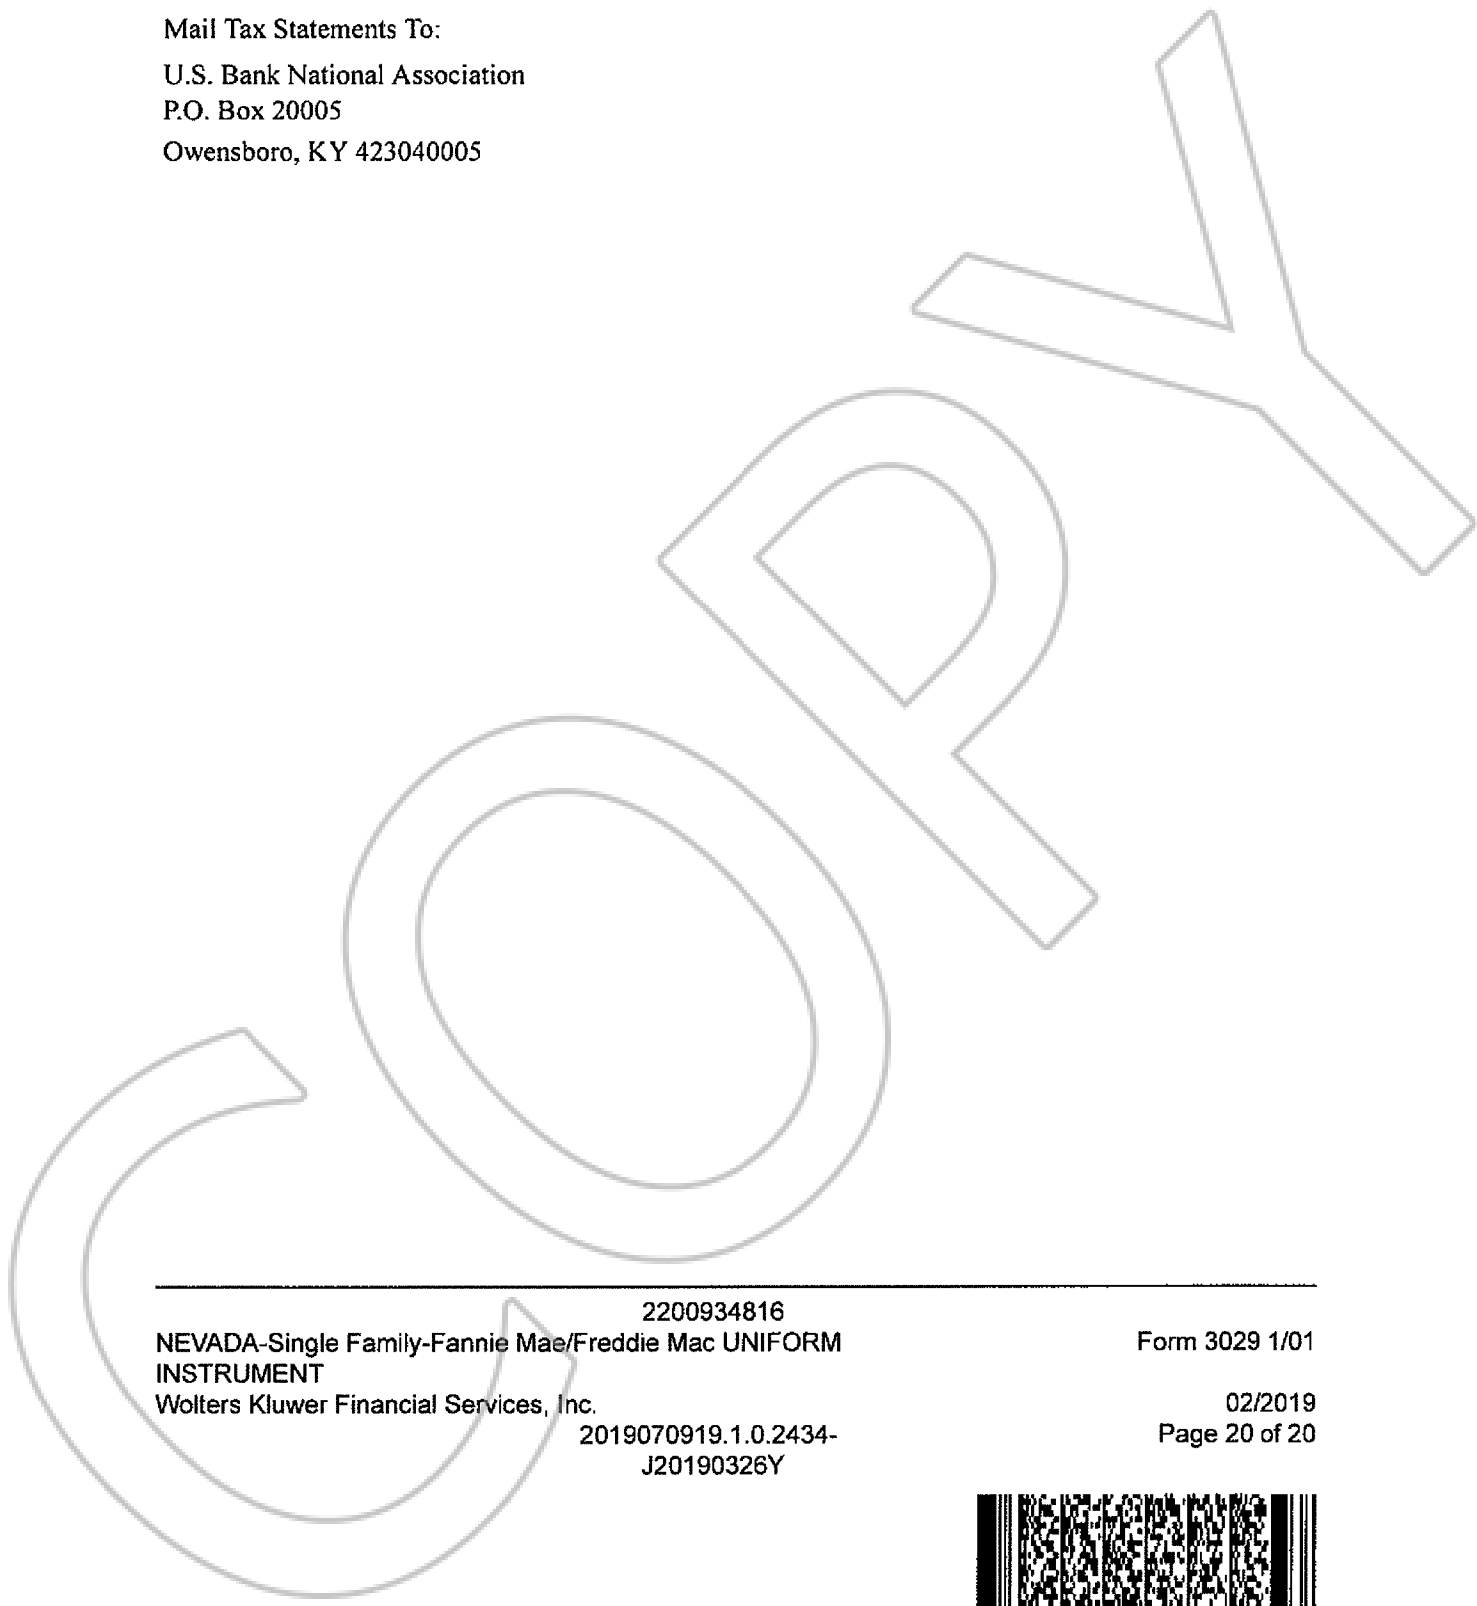 Mail Tax Statements To:
U.S. Bank National Association
P.O. Box 20005
Owensboro, KY 423040005
COPY
2200934816
NEVADA-Single Family-Fannie Mae/Freddie Mac UNIFORM
INSTRUMENT
Form 3029 1/01
Wolters Kluwer Financial Services, Inc.
02/2019
2019070919.1.0.2434-
J20190326Y
Page 20 of 20